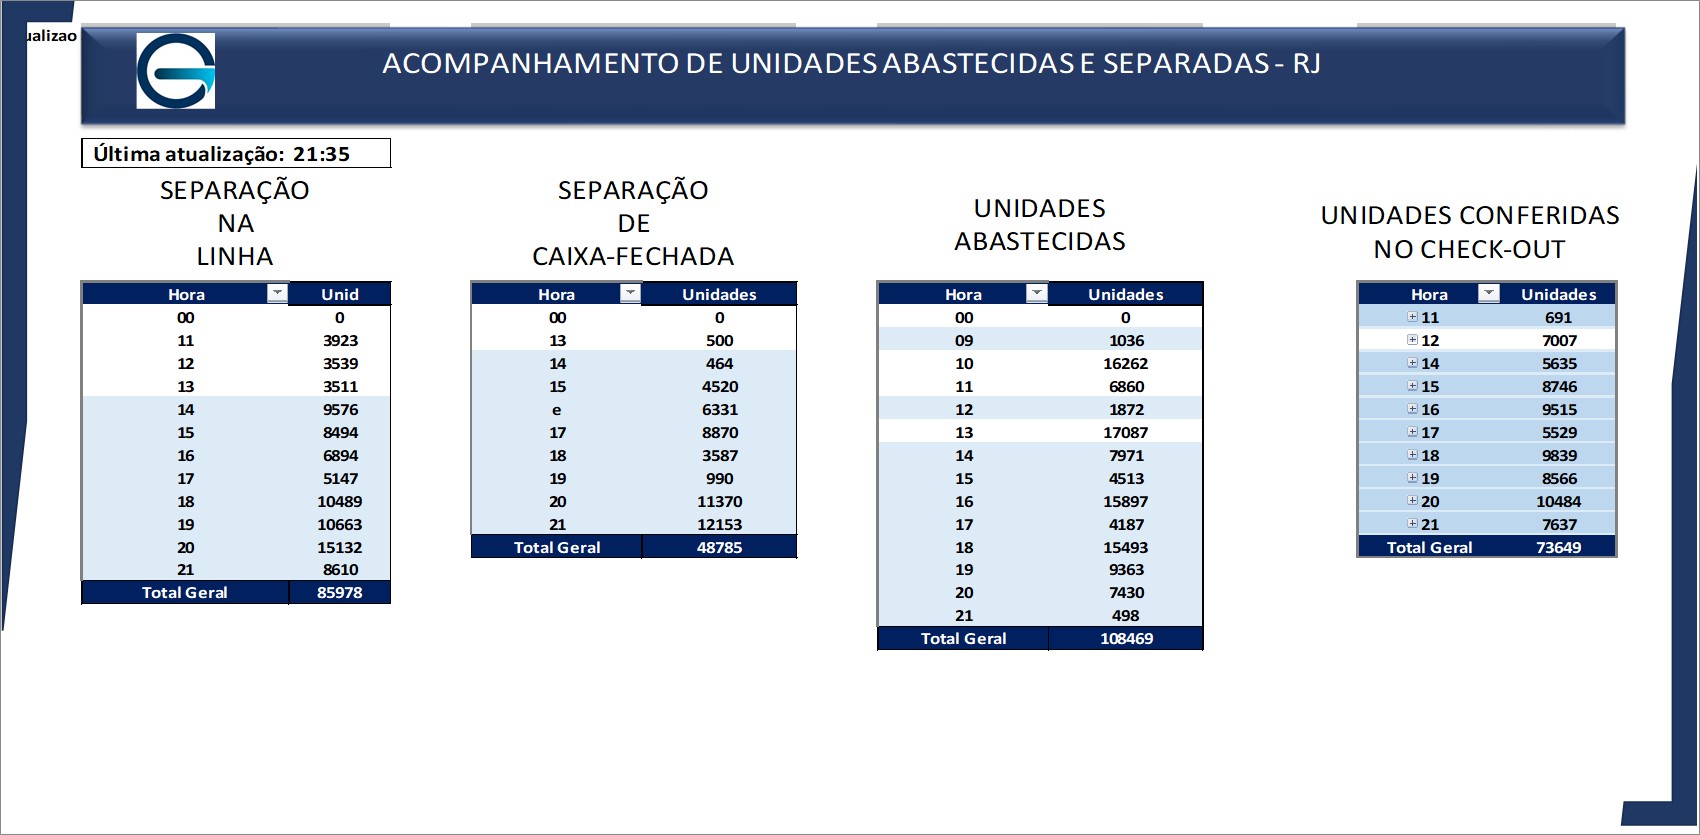 ualizao
ACOMPANHAMENTO DE UNIDADES ABASTECIDAS E SEPARADAS - RJ
Última atualização: 21:35
SEPARAÇÃO
NA
LINHA
Hora Unid
00 0
11 3923
12 3539
13 3511
14 9576
15 8494
16 6894
17 5147
18 10489
19 10663
20 15132
21 8610
Total Geral 85978
SEPARAÇÃO
DE
CAIXA-FECHADA
Hora Unidades
00 0
13 500
14 464
15 4520
e 6331
17 8870
18 3587
19 990
20 11370
21 12153
Total Geral 48785
UNIDADES
ABASTECIDAS
Hora Unidades
00 0
09 1036
10 16262
11 6860
12 1872
13 17087
14 7971
15 4513
16 15897
17 4187
18 15493
19 9363
20 7430
21 498
Total Geral 108469
UNIDADES CONFERIDAS
NO CHECK-OUT
Hora Unidades
11 691
12 7007
14 5635
15 8746
16 9515
17 5529
18 9839
19 8566
20 10484
21 7637
Total Geral 73649